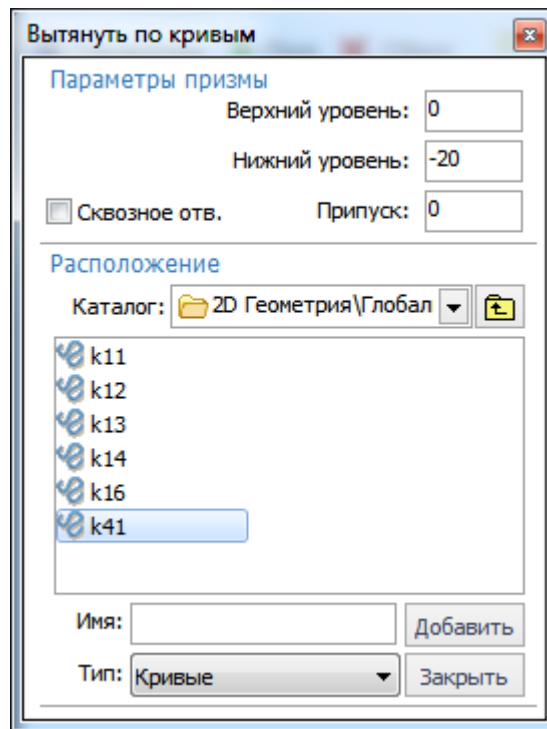 Вытянуть по кривым
Параметры призмы
Верхний уровень: 0
Нижний уровень: -20
Сквозное отв. Припуск: 0
Расположение
Каталог: 2D Геометрия\Глобал
k11
k12
k13
k14
k16
k41
Имя: Добавить
Тип: Кривые Закрыть